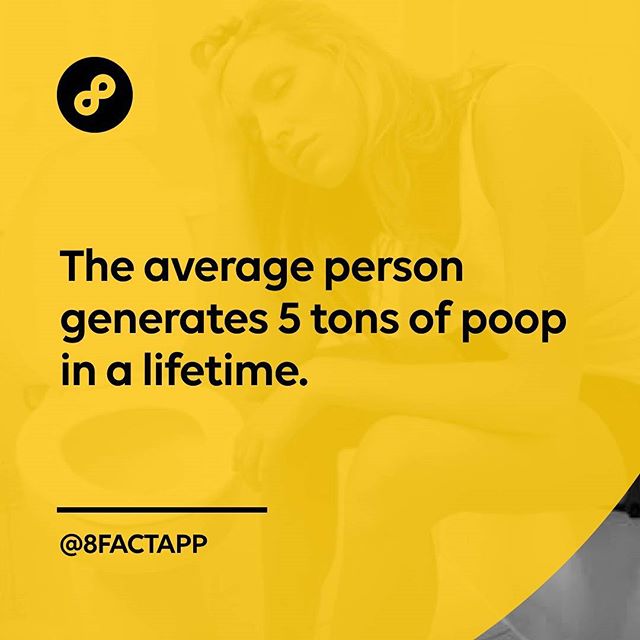 The average person
generates 5 tons of poop
in a lifetime.
@8FACTAPP